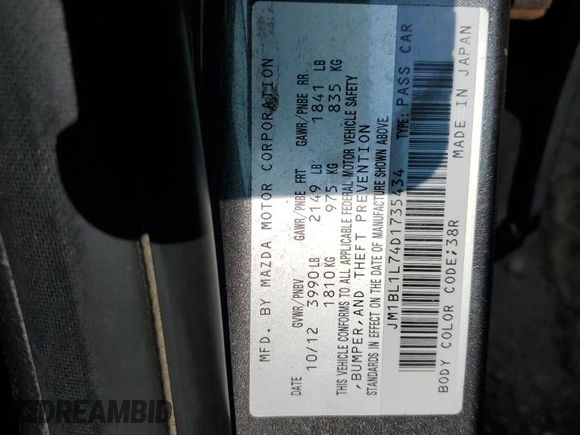 MFD. BY MAZDA MOTOR CORPORATION
DATE GVWR/PNBV GAWR/PNBE FRT GAWR/PNBE RR
10/12 3990 LB 2149 LB 1841 LB
1810 KG 975 KG 835 KG
THIS VEHICLE CONFORMS TO ALL APPLICABLE FEDERAL MOTOR VEHICLE SAFETY
,BUMPER,AND THEFT PREVENTION
STANDARDS IN EFFECT ON THE DATE OF MANUFACTURE SHOWN ABOVE.
JM1BL1L74D1735434 TYPE: PASS CAR
BODY COLOR CODE;38R MADE IN JAPAN
DREAMBID